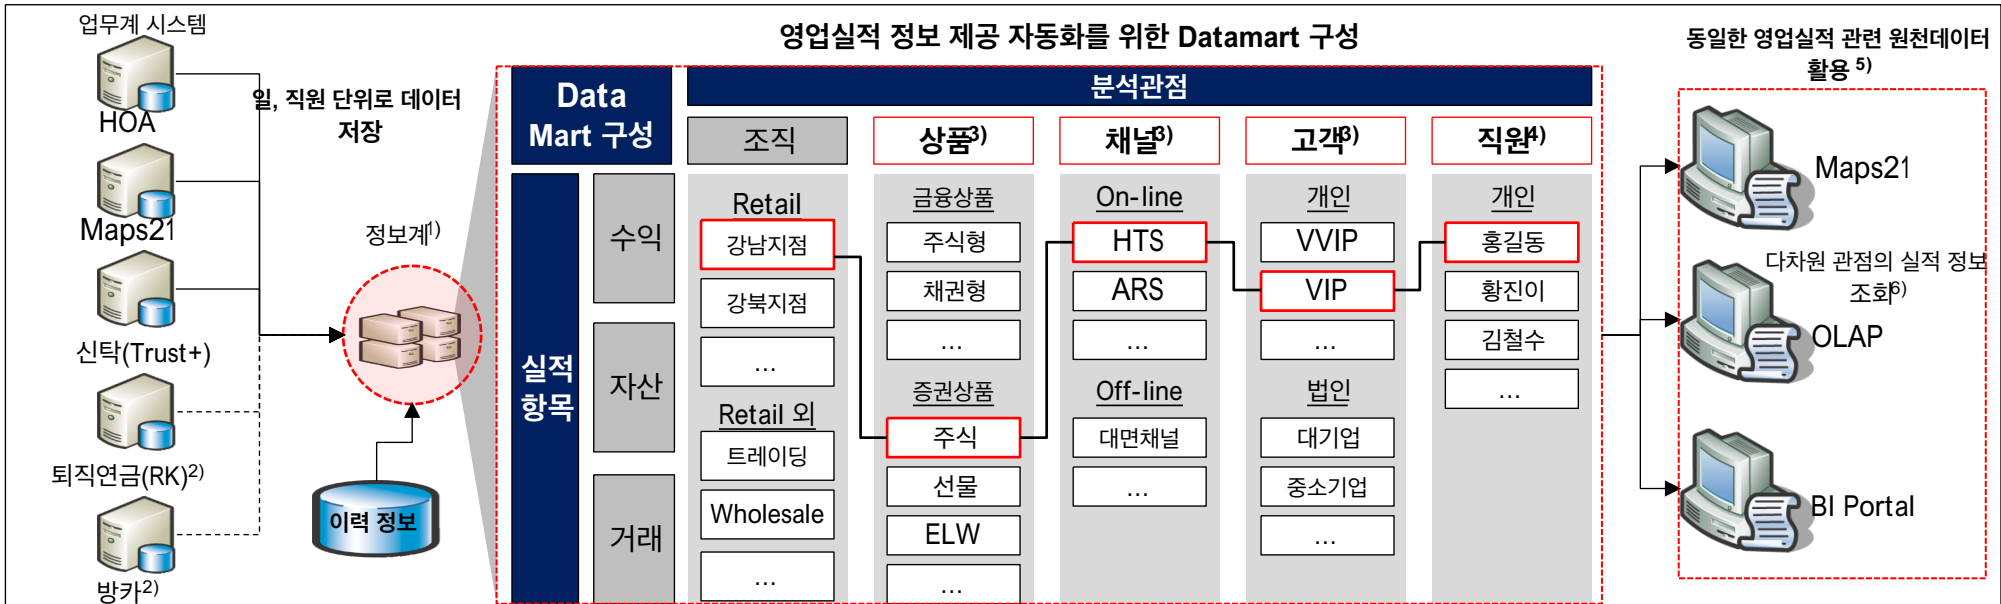 업무계 시스템
HOA
Maps21
신탁(Trust+)
퇴직연금(RK)2)
방카2)
일, 직원 단위로 데이터
저장
정보계1)
이력 정보
영업실적 정보 제공 자동화를 위한 Datamart 구성
Data
Mart 구성
분석관점
조직
상품3)
채널3)
고객3)
직원4)
실적
항목
수익
자산
거래
Retail
강남지점
강북지점
...
Retail 외
트레이딩
Wholesale
...
금융상품
주식형
채권형
...
증권상품
주식
선물
ELW
...
On-line
HTS
ARS
...
Off-line
대면채널
...
개인
VVIP
VIP
...
법인
대기업
중소기업
...
개인
홍길동
황진이
김철수
...
동일한 영업실적 관련 원천데이터
활용 5)
Maps21
다차원 관점의 실적 정보
조회6)
OLAP
BI Portal